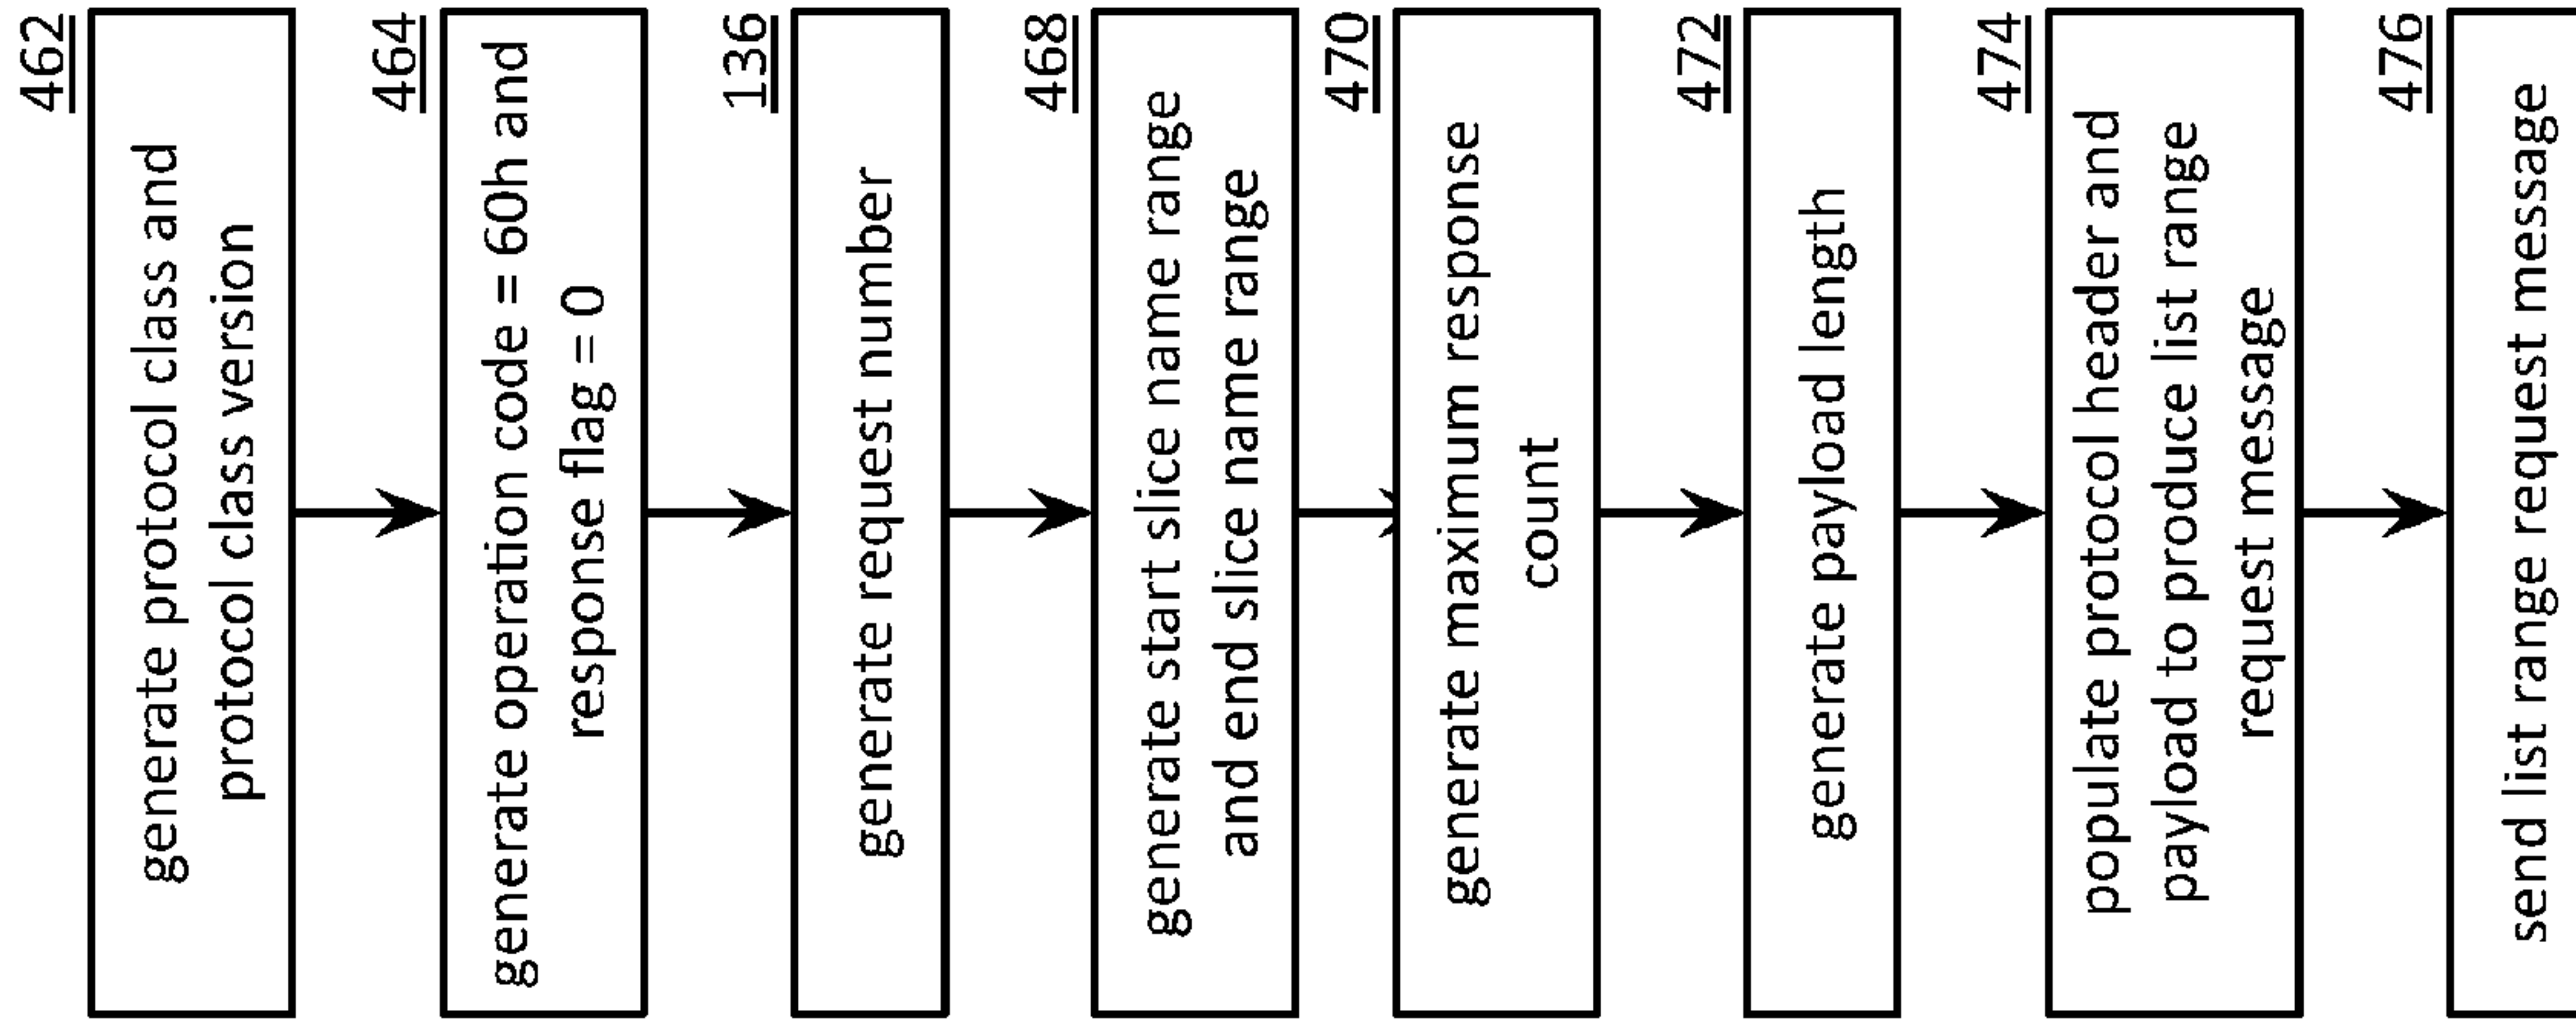 462
generate protocol class and
protocol class version
464
generate operation code = 60h and
response flag = 0
136
generate request number
468
generate start slice name range
and end slice name range
470
generate maximum response
count
472
generate payload length
474
populate protocol header and
payload to produce list range
request message
476
send list range request message